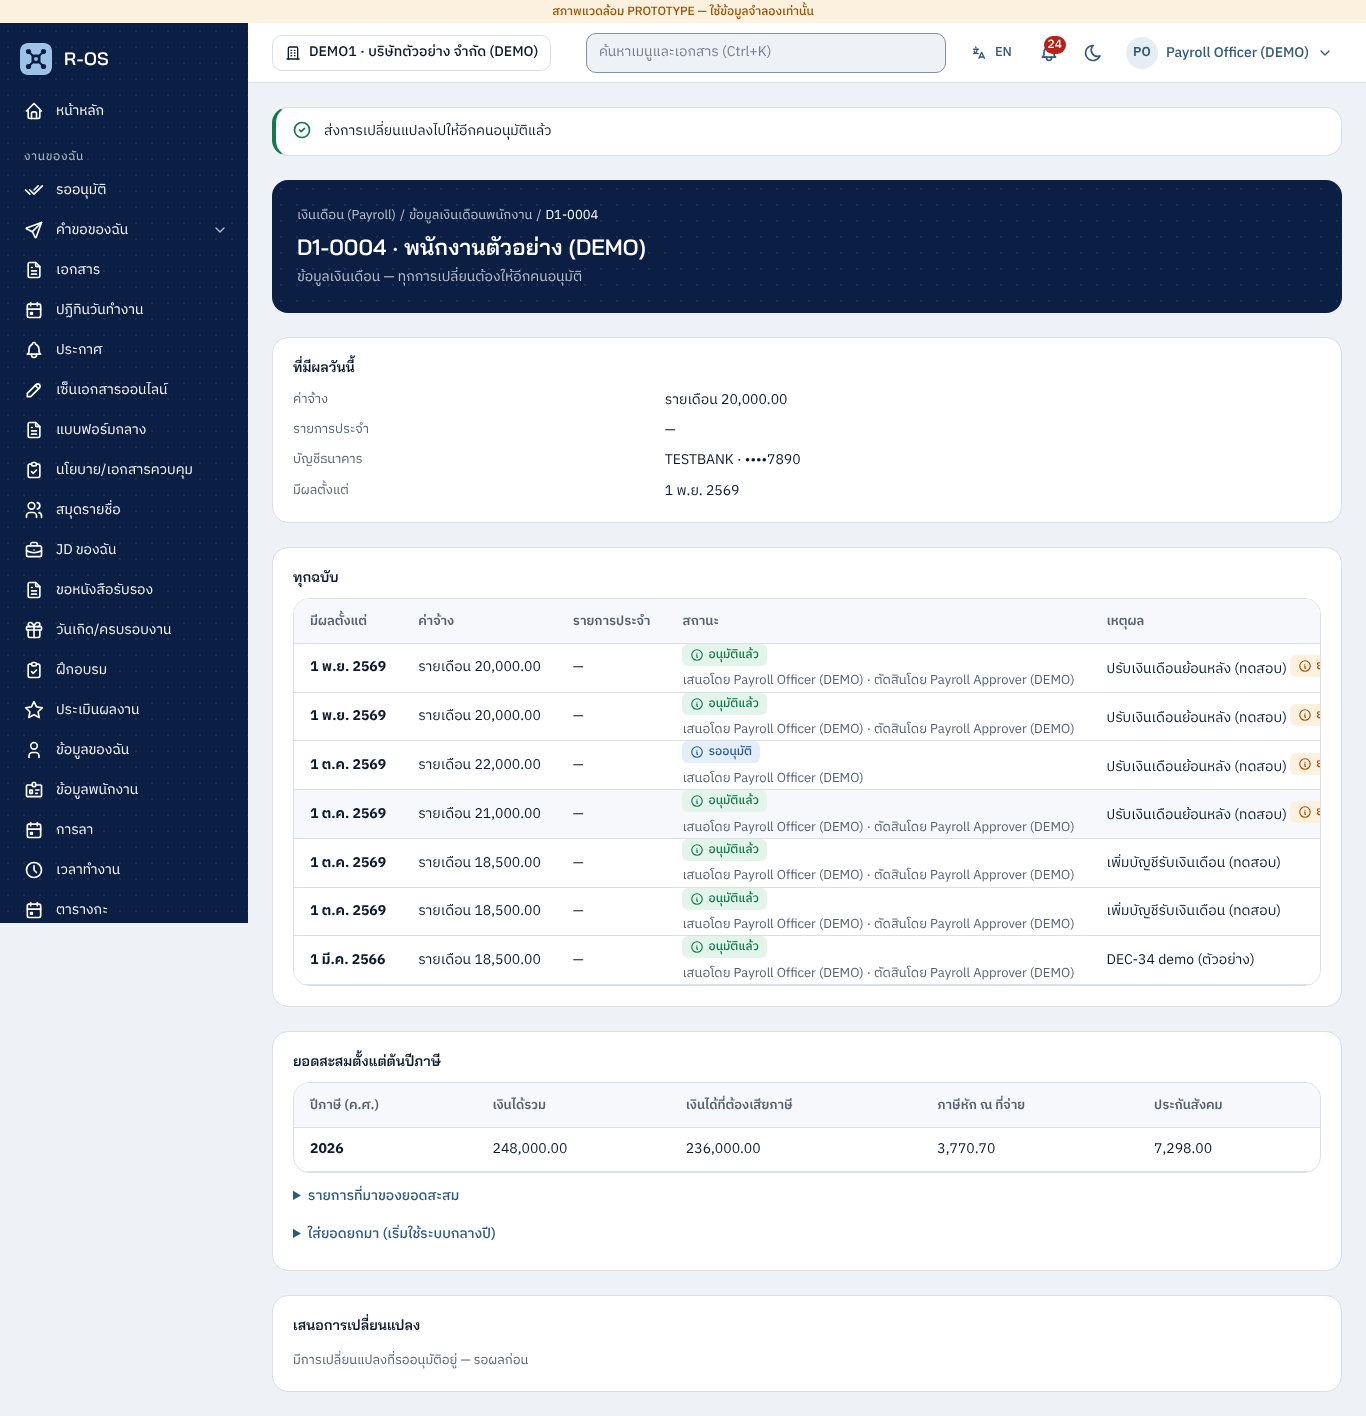 สภาพแวดล้อม PROTOTYPE — ใช้ข้อมูลจำลองเท่านั้น
R-OS
DEMO1 · บริษัทตัวอย่าง จำกัด (DEMO)
ค้นหาเมนูและเอกสาร (Ctrl+K)
EN
24
PO
Payroll Officer (DEMO)
หน้าหลัก
งานของฉัน
รออนุมัติ
คำขอของฉัน
เอกสาร
ปฏิทินวันทำงาน
ประกาศ
เซ็นเอกสารออนไลน์
แบบฟอร์มกลาง
นโยบาย/เอกสารควบคุม
สมุดรายชื่อ
JD ของฉัน
ขอหนังสือรับรอง
วันเกิด/ครบรอบงาน
ฝึกอบรม
ประเมินผลงาน
ข้อมูลของฉัน
ข้อมูลพนักงาน
การลา
เวลาทำงาน
ตารางกะ
ส่งการเปลี่ยนแปลงไปให้อีกคนอนุมัติแล้ว
เงินเดือน (Payroll) / ข้อมูลเงินเดือนพนักงาน / D1-0004
D1-0004 · พนักงานตัวอย่าง (DEMO)
ข้อมูลเงินเดือน — ทุกการเปลี่ยนต้องให้อีกคนอนุมัติ
ที่มีผลวันนี้
ค่าจ้าง รายเดือน 20,000.00
รายการประจำ —
บัญชีธนาคาร TESTBANK · ••••7890
มีผลตั้งแต่ 1 พ.ย. 2569
ทุกฉบับ
มีผลตั้งแต่ ค่าจ้าง รายการประจำ สถานะ เหตุผล
1 พ.ย. 2569 รายเดือน 20,000.00 — อนุมัติแล้ว ปรับเงินเดือนย้อนหลัง (ทดสอบ)
เสนอโดย Payroll Officer (DEMO) · ตัดสินโดย Payroll Approver (DEMO)
1 พ.ย. 2569 รายเดือน 20,000.00 — อนุมัติแล้ว ปรับเงินเดือนย้อนหลัง (ทดสอบ)
เสนอโดย Payroll Officer (DEMO) · ตัดสินโดย Payroll Approver (DEMO)
1 ต.ค. 2569 รายเดือน 22,000.00 — รออนุมัติ ปรับเงินเดือนย้อนหลัง (ทดสอบ)
เสนอโดย Payroll Officer (DEMO)
1 ต.ค. 2569 รายเดือน 21,000.00 — อนุมัติแล้ว ปรับเงินเดือนย้อนหลัง (ทดสอบ)
เสนอโดย Payroll Officer (DEMO) · ตัดสินโดย Payroll Approver (DEMO)
1 ต.ค. 2569 รายเดือน 18,500.00 — อนุมัติแล้ว เพิ่มบัญชีรับเงินเดือน (ทดสอบ)
เสนอโดย Payroll Officer (DEMO) · ตัดสินโดย Payroll Approver (DEMO)
1 ต.ค. 2569 รายเดือน 18,500.00 — อนุมัติแล้ว เพิ่มบัญชีรับเงินเดือน (ทดสอบ)
เสนอโดย Payroll Officer (DEMO) · ตัดสินโดย Payroll Approver (DEMO)
1 มี.ค. 2566 รายเดือน 18,500.00 — อนุมัติแล้ว DEC-34 demo (ตัวอย่าง)
เสนอโดย Payroll Officer (DEMO) · ตัดสินโดย Payroll Approver (DEMO)
ยอดสะสมตั้งแต่ต้นปีภาษี
ปีภาษี (ค.ศ.) เงินได้รวม เงินได้ที่ต้องเสียภาษี ภาษีหัก ณ ที่จ่าย ประกันสังคม
2026 248,000.00 236,000.00 3,770.70 7,298.00
รายการที่มาของยอดสะสม
ใส่ยอดยกมา (เริ่มใช้ระบบกลางปี)
เสนอการเปลี่ยนแปลง
มีการเปลี่ยนแปลงที่รออนุมัติอยู่ — รอผลก่อน